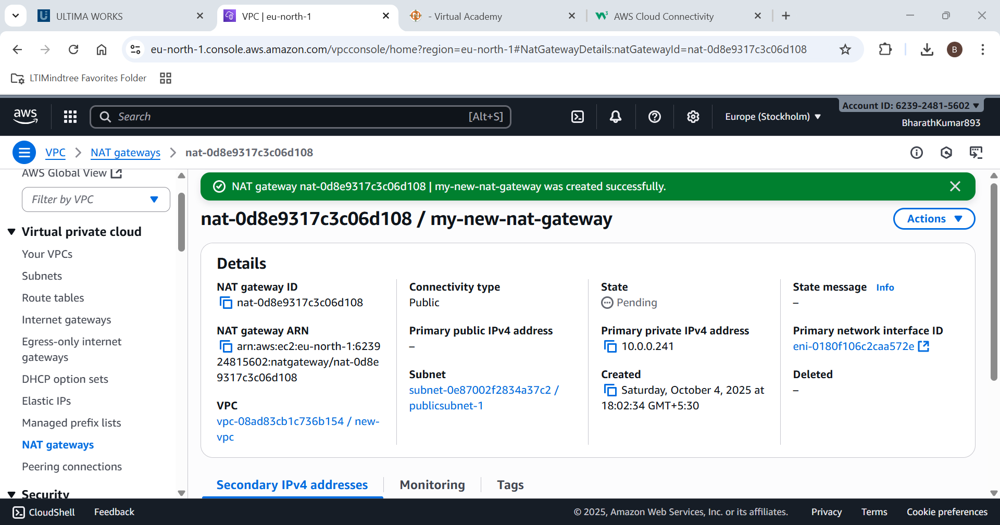 ULTIMA WORKS
VPC | eu-north-1
- Virtual Academy
AWS Cloud Connectivity
eu-north-1.console.aws.amazon.com/vpcconsole/home?region=eu-north-1#NatGatewayDetails:natGatewayId=nat-0d8e9317c3c06d108
B
LTIMindtree Favorites Folder
aws
Search
[Alt+S]
Europe (Stockholm)
Account ID: 6239-2481-5602
BharathKumar893
VPC
NAT gateways
nat-0d8e9317c3c06d108
AWS Global View
Filter by VPC
Virtual private cloud
Your VPCs
Subnets
Route tables
Internet gateways
Egress-only internet
gateways
DHCP option sets
Elastic IPs
Managed prefix lists
NAT gateways
Peering connections
Security
NAT gateway nat-0d8e9317c3c06d108 | my-new-nat-gateway was created successfully.
nat-0d8e9317c3c06d108 / my-new-nat-gateway
Actions
Details
NAT gateway ID
nat-0d8e9317c3c06d108
NAT gateway ARN
arn:aws:ec2:eu-north-1:6239
24815602:natgateway/nat-0d8e
9317c3c06d108
VPC
vpc-08ad83cb1c736b154 / new-
vpc
Connectivity type
Public
Primary public IPv4 address
–
Subnet
subnet-0e87002f2834a37c2 /
publicsubnet-1
State
Pending
Primary private IPv4 address
10.0.0.241
Created
Saturday, October 4, 2025 at
18:02:34 GMT+5:30
State message Info
–
Primary network interface ID
eni-0180f106c2caa572e
Deleted
–
Secondary IPv4 addresses
Monitoring
Tags
CloudShell
Feedback
© 2025, Amazon Web Services, Inc. or its affiliates.
Privacy
Terms
Cookie preferences